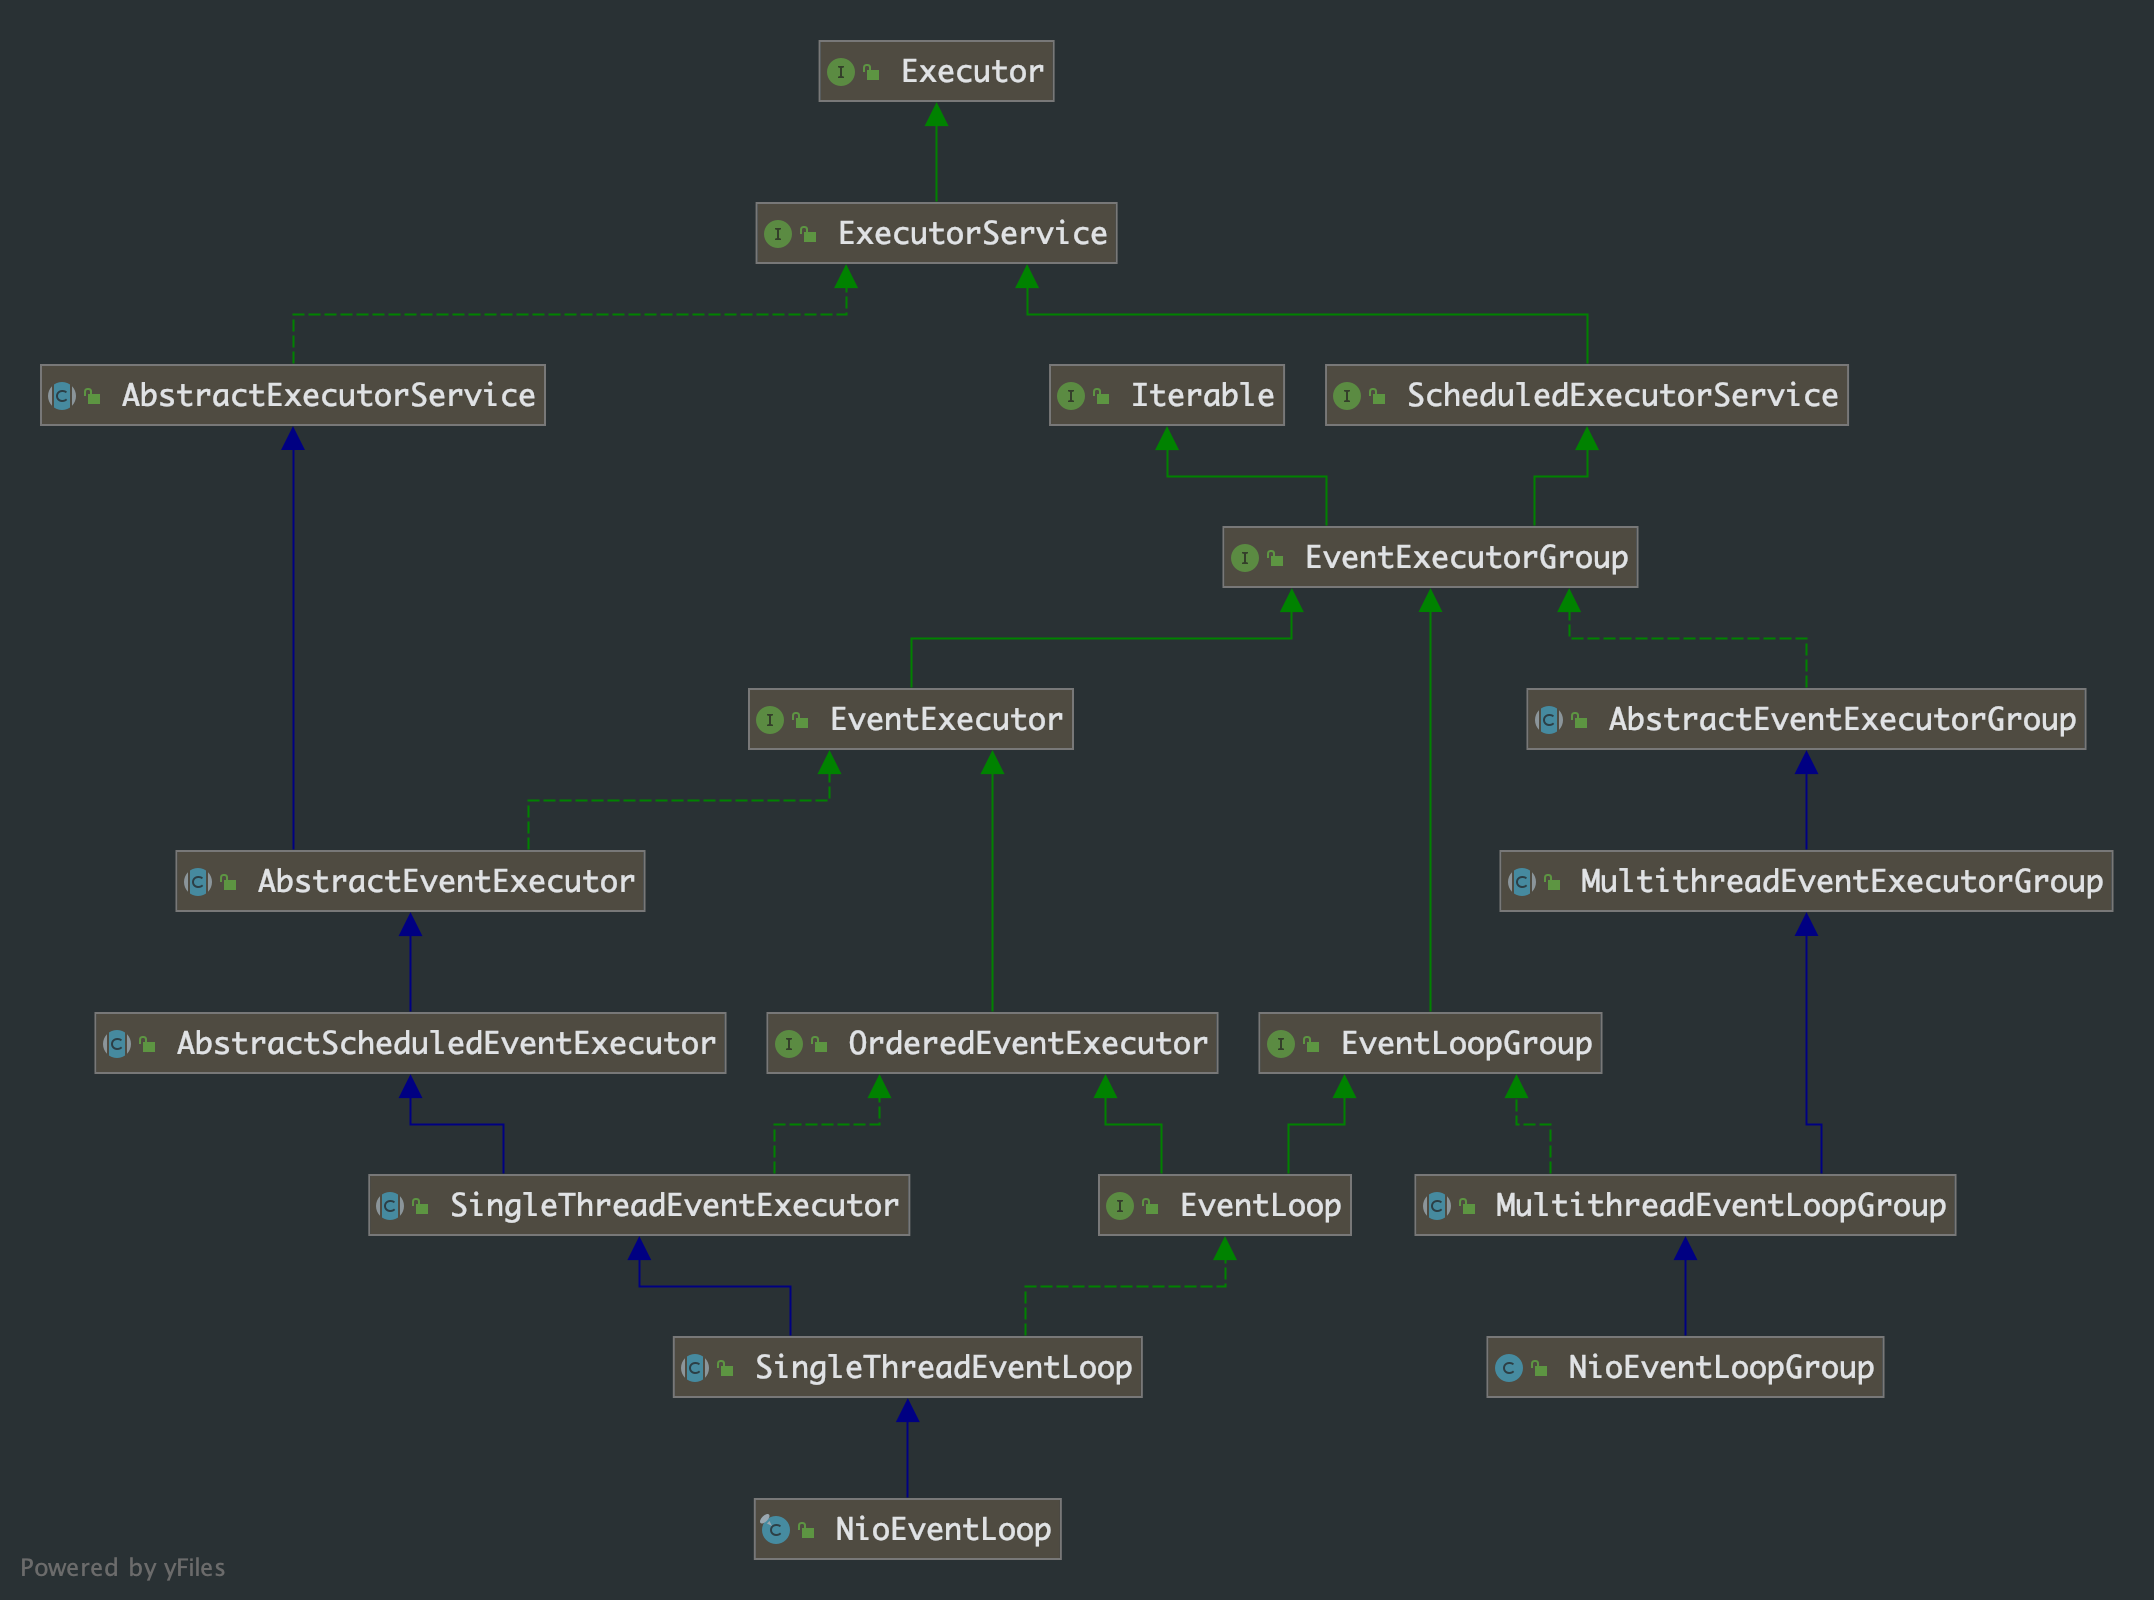 Executor
ExecutorService
AbstractExecutorService
Iterable
ScheduledExecutorService
EventExecutorGroup
EventExecutor
AbstractEventExecutorGroup
AbstractEventExecutor
MultithreadEventExecutorGroup
AbstractScheduledEventExecutor
OrderedEventExecutor
EventLoopGroup
SingleThreadEventExecutor
EventLoop
MultithreadEventLoopGroup
SingleThreadEventLoop
NioEventLoopGroup
NioEventLoop
Powered by yFiles